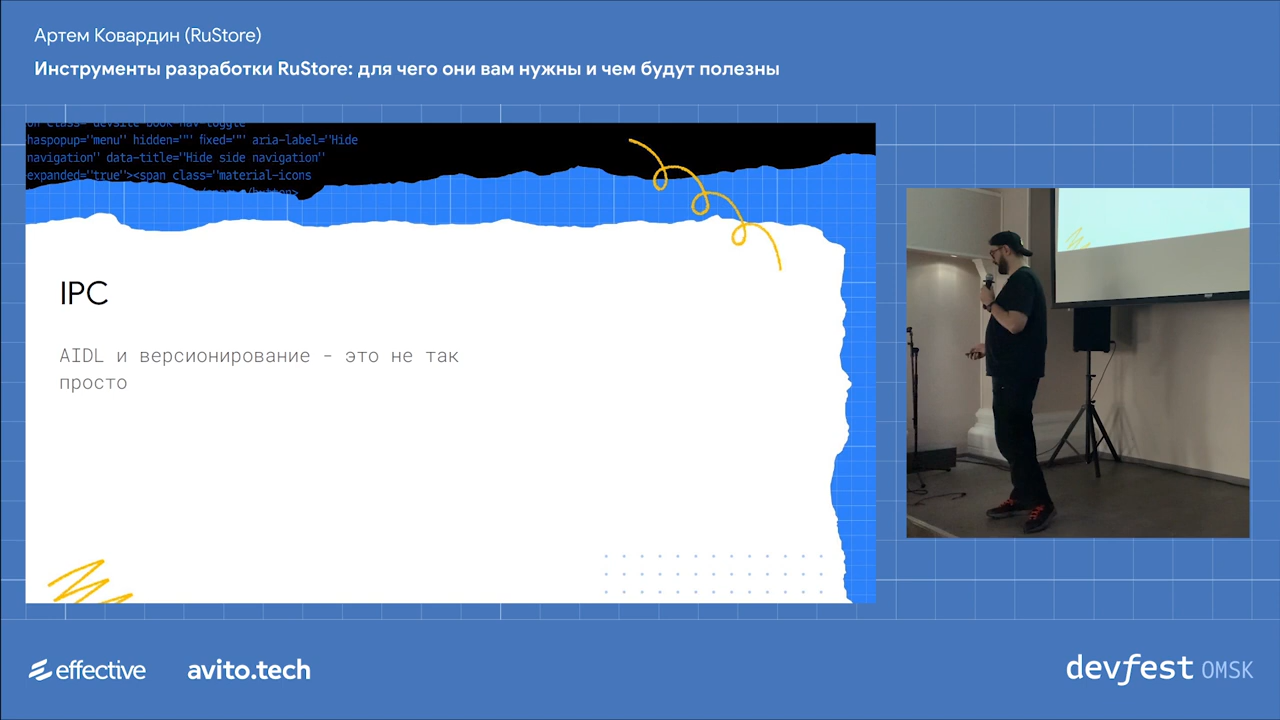 Артем Ковардин (RuStore)
Инструменты разработки RuStore: для чего они вам нужны и чем будут полезны
haspopup="menu" hidden="" fixed="" aria-label="Hide
navigation" data-title="Hide side navigation"
expanded="true"><span class="material-icons
IPC
AIDL и версионирование - это не так
просто
effective
avito.tech
devfest OMSK